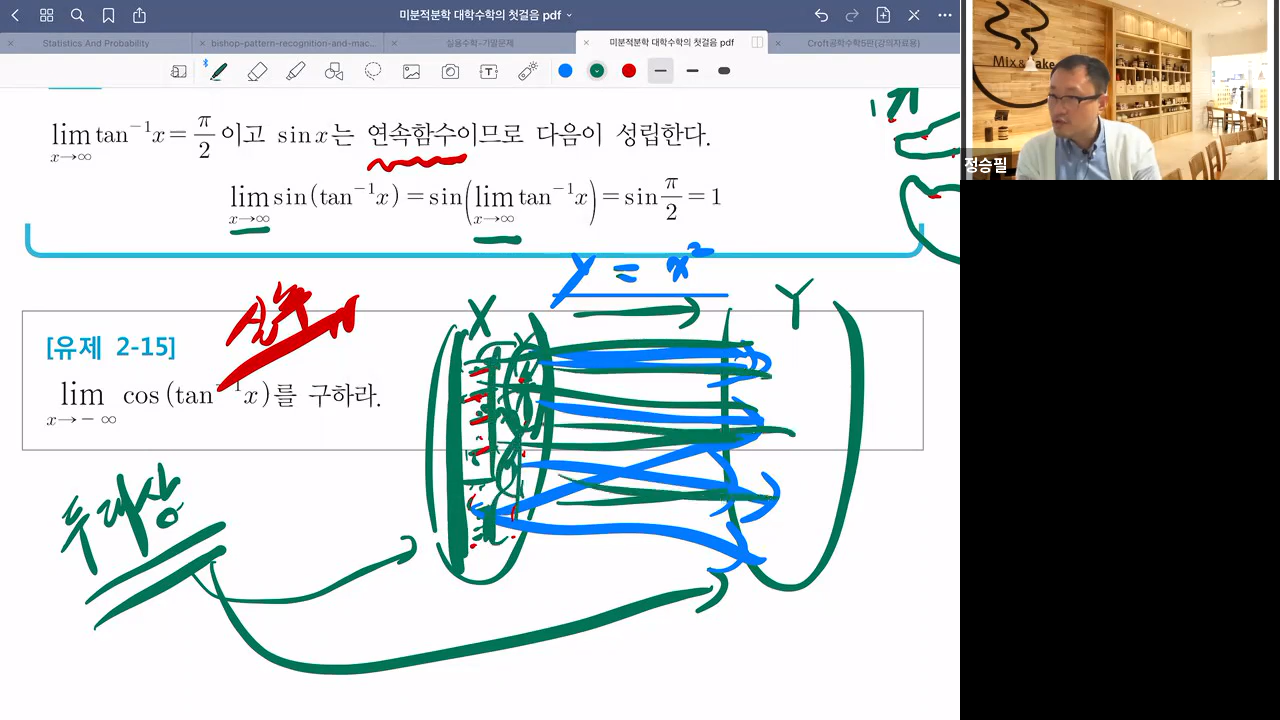 미분적분학 대학수학의 첫걸음 pdf
Statistics And Probability
bishop-pattern-recognition-and-mac...
실용수학-기말문제
미분적분학 대학수학의 첫걸음 pdf
Croft공학수학5판(강의자료용)
lim x→∞ tan⁻¹x = π/2 이고 sin x는 연속함수이므로 다음이 성립한다.
lim x→∞ sin(tan⁻¹x) = sin(lim x→∞ tan⁻¹x) = sin π/2 = 1
y = x²
X
Y
[유제 2-15]
lim x→-∞ cos(tan⁻¹x)를 구하라.
두 대상
정승필